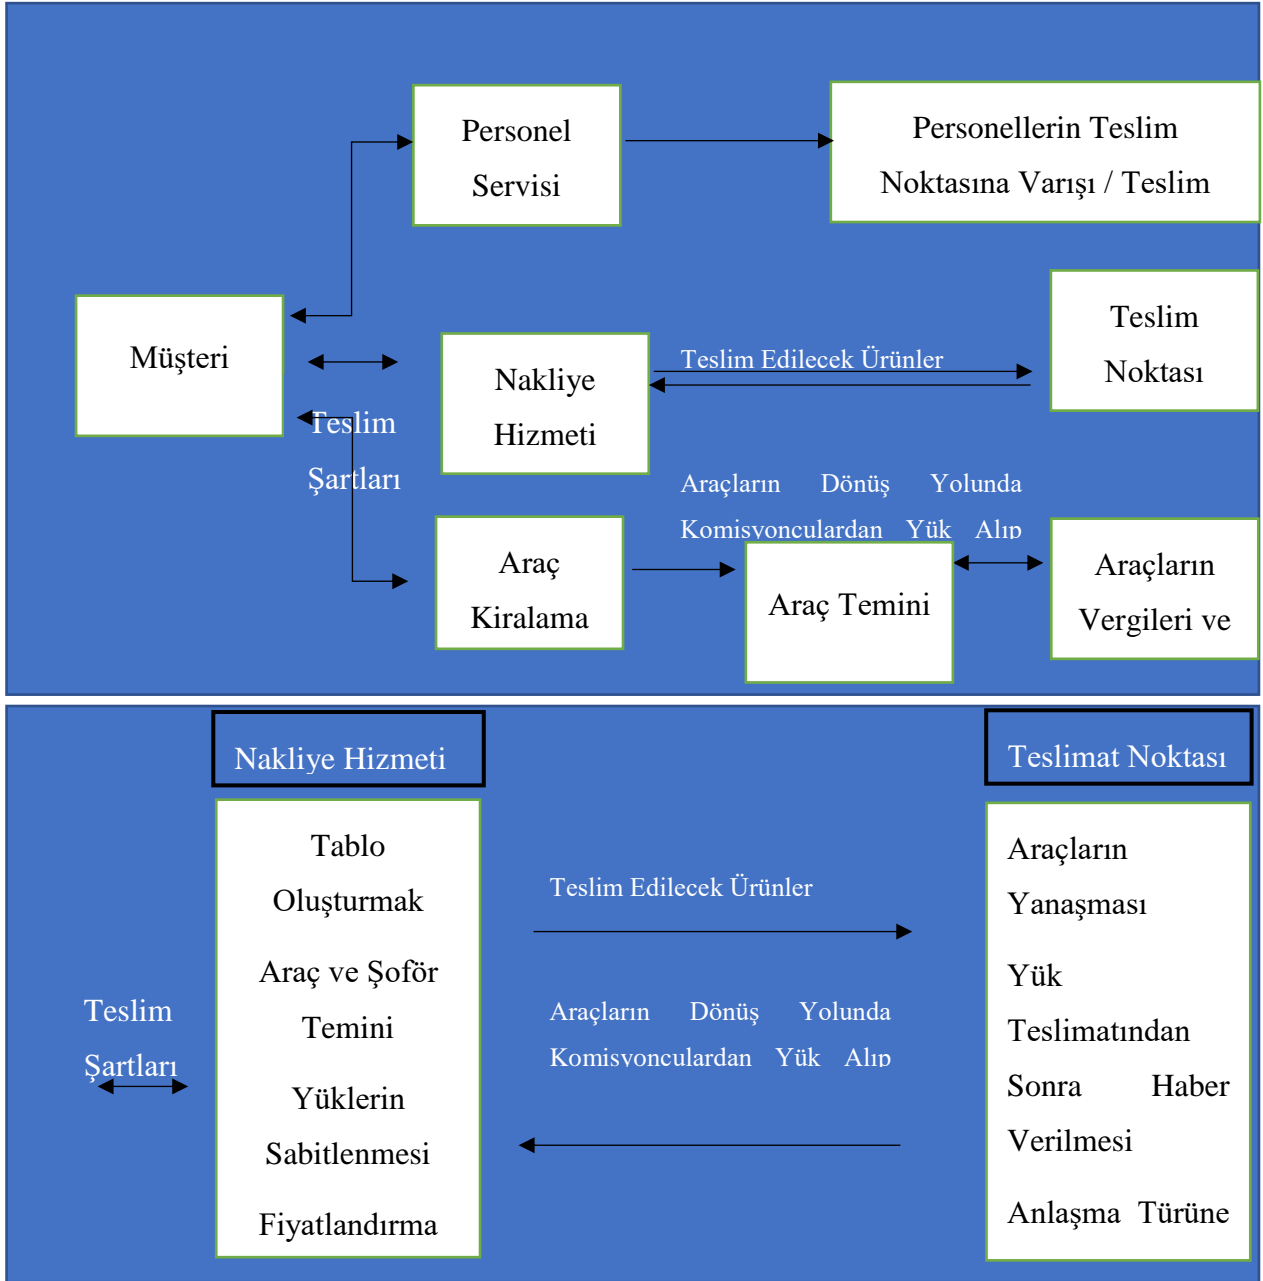 Personel
Servisi
Personellerin Teslim
Noktasına Varışı / Teslim
Müşteri
Teslim
Şartları
Nakliye
Hizmeti
Teslim Edilecek Ürünler
Teslim
Noktası
Araçların Dönüş Yolunda
Komisyonculardan Yük Alıp
Araç
Kiralama
Araç Temini
Araçların
Vergileri ve
Nakliye Hizmeti
Teslimat Noktası
Teslim
Şartları
Tablo
Oluşturmak
Araç ve Şoför
Temini
Yüklerin
Sabitlenmesi
Fiyatlandırma
Teslim Edilecek Ürünler
Araçların Dönüş Yolunda
Komisyonculardan Yük Alıp
Araçların
Yanaşması
Yük
Teslimatından
Sonra Haber
Verilmesi
Anlaşma Türüne